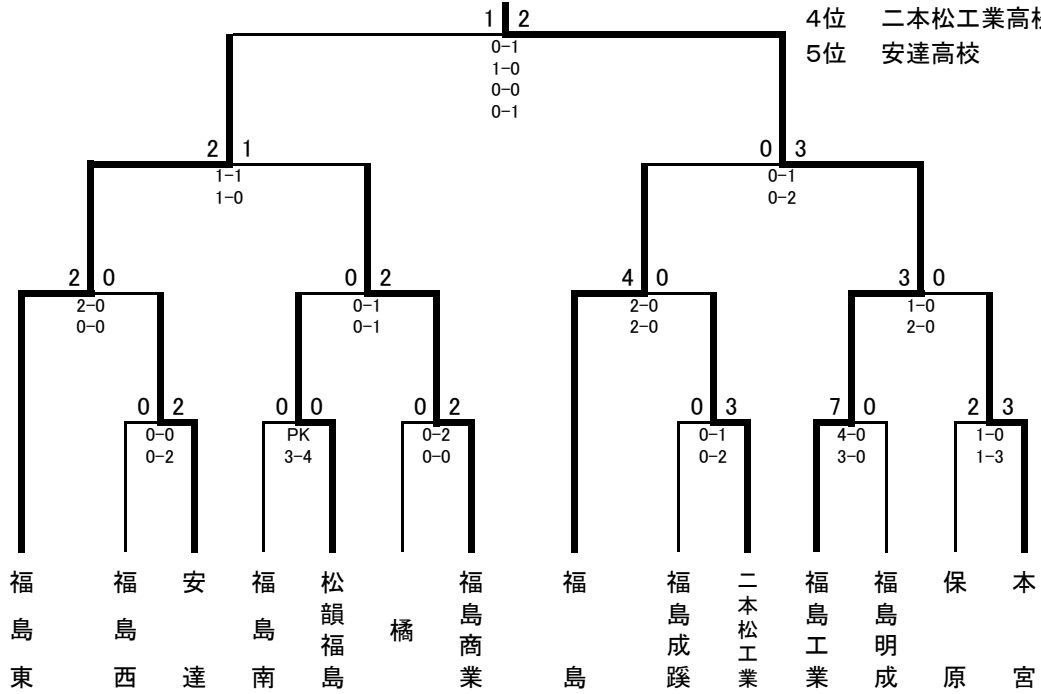 1 2
4位 二本松工業高校
5位 安達高校
0-1
1-0
0-0
0-1
2 1
0 3
1-1
1-0
0-1
0-2
2 0
0 2
4 0
3 0
2-0
0-0
0-1
0-1
2-0
2-0
1-0
2-0
0 2
0 0
0 2
0 3
7 0
2 3
0-0
0-2
PK
3-4
0-2
0-0
0-1
0-2
4-0
3-0
1-0
1-3
福島東
福島西
安達
福島南
松韻福島
橘
福島商業
福島
福島成蹊
二本松工業
福島工業
福島明成
保原
本宮